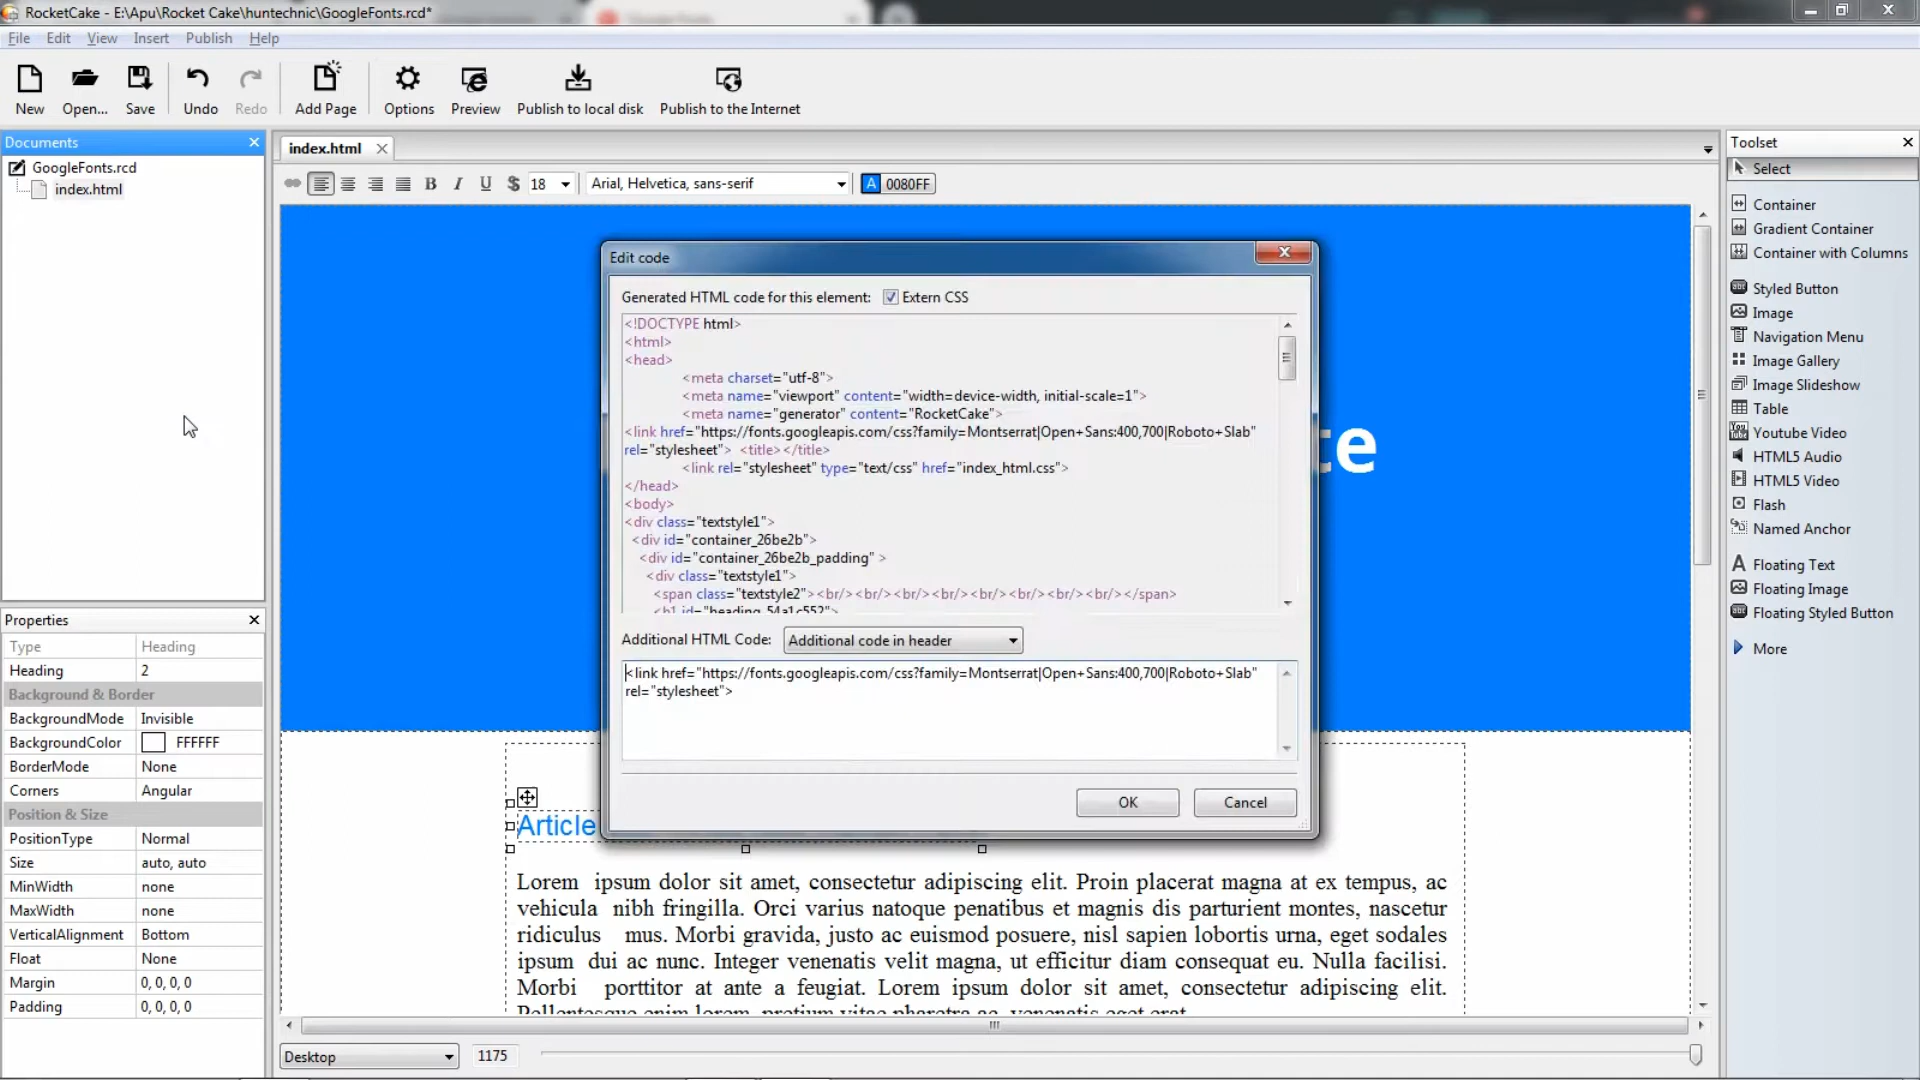 RocketCake - E:\Apu\Rocket Cake\huntechnic\GoogleFonts.rcd*
File Edit View Insert Publish Help
New Open... Save Undo Redo Add Page Options Preview Publish to local disk Publish to the Internet
Documents
GoogleFonts.rcd
index.html
index.html
B I U $ 18 Arial, Helvetica, sans-serif A 0080FF
Edit code
Generated HTML code for this element: Extern CSS
<!DOCTYPE html>
<html>
<head>
<meta charset="utf-8">
<meta name="viewport" content="width=device-width, initial-scale=1">
<meta name="generator" content="RocketCake">
<link href="https://fonts.googleapis.com/css?family=Montserrat|Open+Sans:400,700|Roboto+Slab"
rel="stylesheet"> <title></title>
<link rel="stylesheet" type="text/css" href="index_html.css">
</head>
<body>
<div class="textstyle1">
<div id="container_26be2b">
<div id="container_26be2b_padding" >
<div class="textstyle1">
<span class="textstyle2"><br/><br/><br/><br/><br/><br/><br/><br/></span>
<h1 id="heading_54a1c552">
Additional HTML Code: Additional code in header
<link href="https://fonts.googleapis.com/css?family=Montserrat|Open+Sans:400,700|Roboto+Slab"
rel="stylesheet">
OK Cancel
te
Article
Lorem ipsum dolor sit amet, consectetur adipiscing elit. Proin placerat magna at ex tempus, ac
vehicula nibh fringilla. Orci varius natoque penatibus et magnis dis parturient montes, nascetur
ridiculus mus. Morbi gravida, justo ac euismod posuere, nisl sapien lobortis urna, eget sodales
ipsum dui ac nunc. Integer venenatis velit magna, ut efficitur diam consequat eu. Nulla facilisi.
Morbi porttitor at ante a feugiat. Lorem ipsum dolor sit amet, consectetur adipiscing elit.
Pellentesque enim lorem, pretium vitae pharetra ac, venenatis eget erat.
Desktop 1175
Properties
Type Heading
Heading 2
Background & Border
BackgroundMode Invisible
BackgroundColor FFFFFF
BorderMode None
Corners Angular
Position & Size
PositionType Normal
Size auto, auto
MinWidth none
MaxWidth none
VerticalAlignment Bottom
Float None
Margin 0, 0, 0, 0
Padding 0, 0, 0, 0
Toolset
Select
Container
Gradient Container
Container with Columns
Styled Button
Image
Navigation Menu
Image Gallery
Image Slideshow
Table
Youtube Video
HTML5 Audio
HTML5 Video
Flash
Named Anchor
Floating Text
Floating Image
Floating Styled Button
More